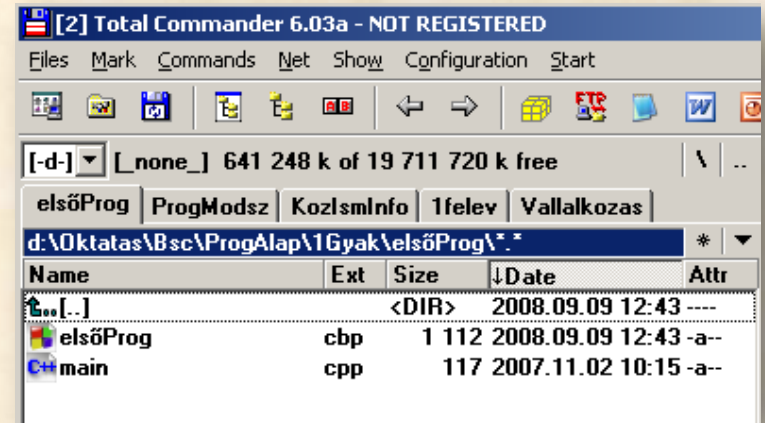 [2] Total Commander 6.03a - NOT REGISTERED
Files Mark Commands Net Show Configuration Start
AB FTP W
[-d-] [_none_] 641 248 k of 19 711 720 k free \ ..
elsőProg ProgModsz KozIsmInfo 1felev Vallalkozas
d:\Oktatas\Bsc\ProgAlap\1Gyak\elsőProg\*.* * ▼
Name Ext Size ↓Date Attr
[..] <DIR> 2008.09.09 12:43 ----
elsőProg cbp 1 112 2008.09.09 12:43 -a--
C++ main cpp 117 2007.11.02 10:15 -a--